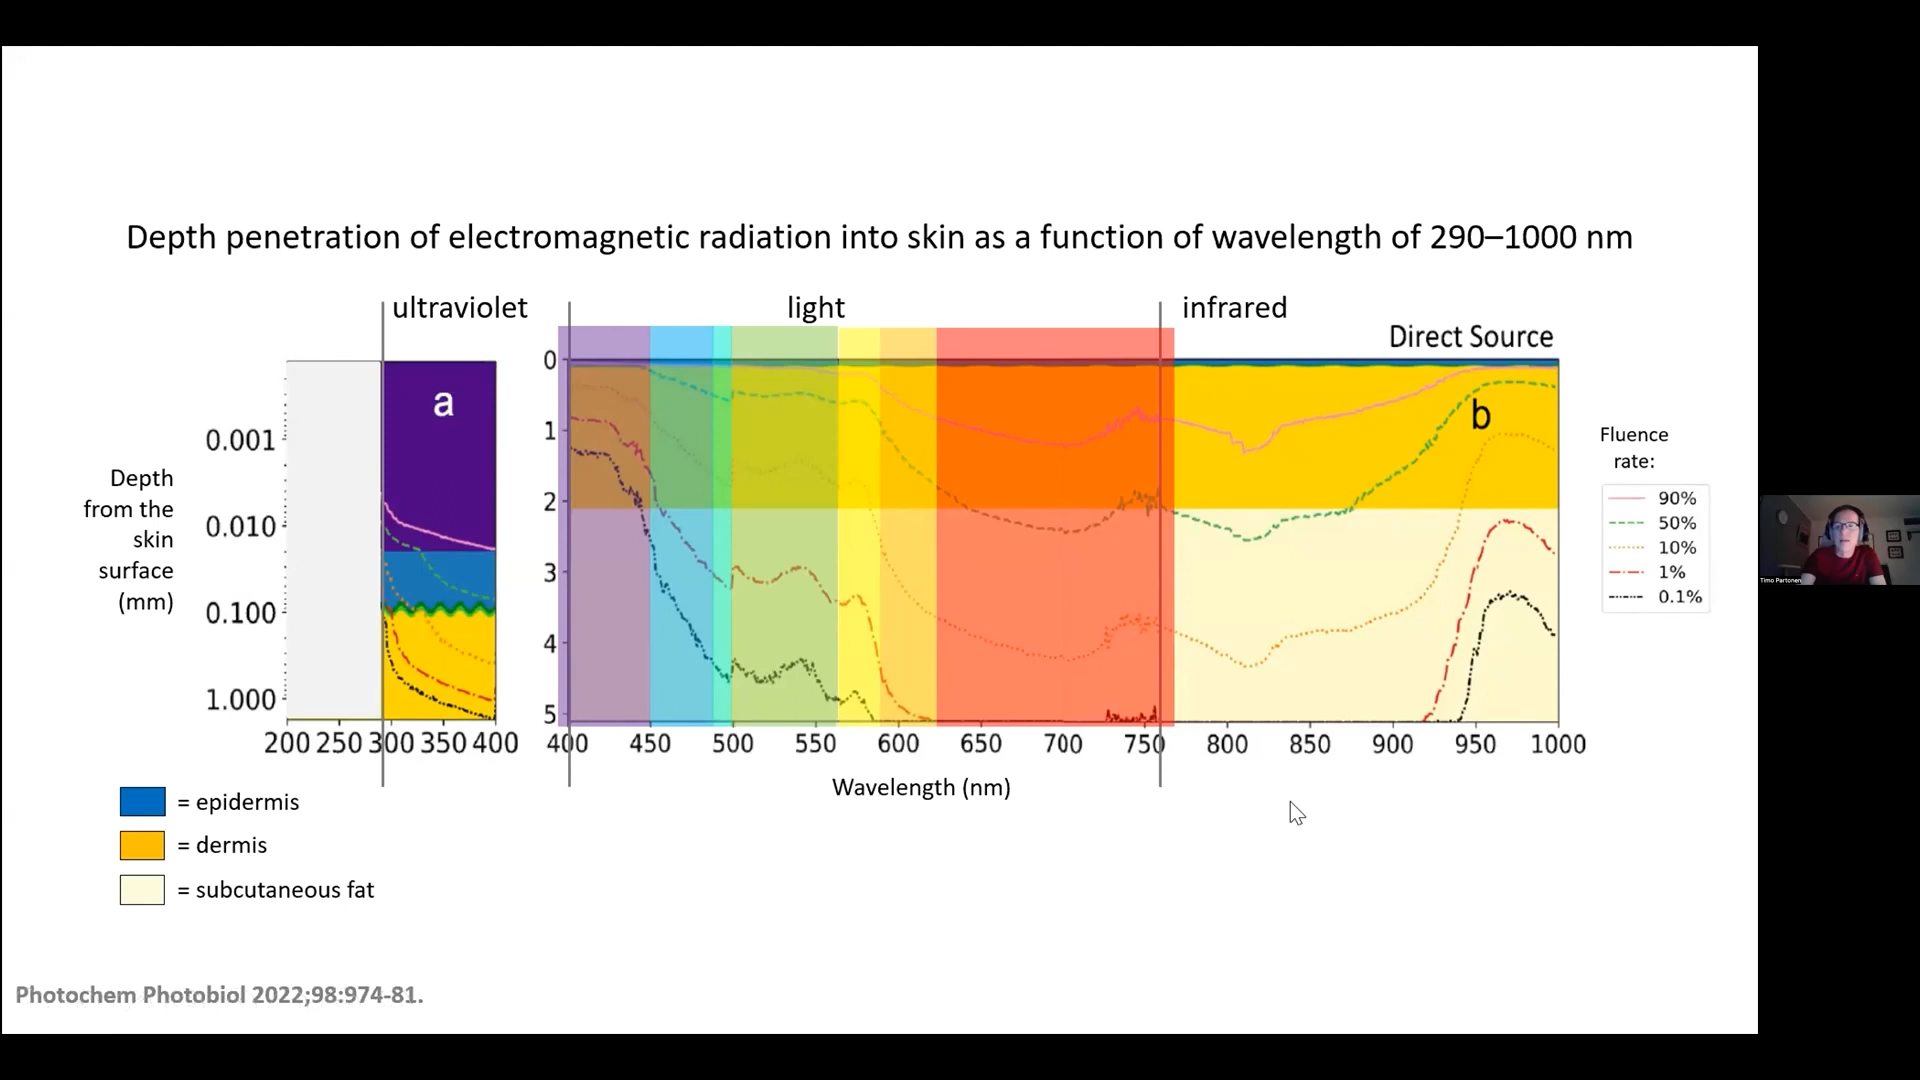 Depth penetration of electromagnetic radiation into skin as a function of wavelength of 290–1000 nm
ultraviolet
light
infrared
Direct Source
a
b
Depth
from the
skin
surface
(mm)
0.001
0.010
0.100
1.000
200 250 300 350 400
0
1
2
3
4
5
400 450 500 550 600 650 700 750 800 850 900 950 1000
Wavelength (nm)
Fluence
rate:
90%
50%
10%
1%
0.1%
= epidermis
= dermis
= subcutaneous fat
Photochem Photobiol 2022;98:974-81.
Timo Partonen